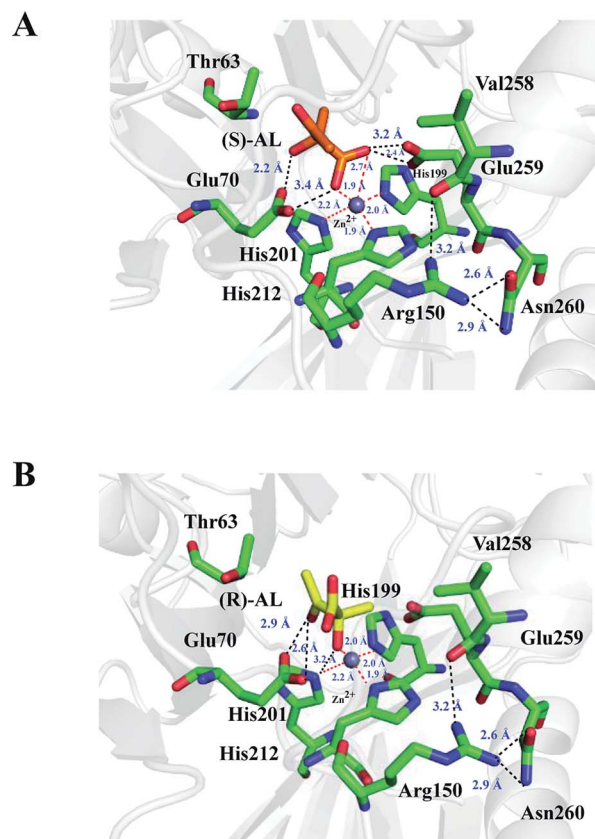 A
Thr63
Val258
(S)-AL
3.2 Å
2.4 Å
His199
2.2 Å
2.7 Å
Glu259
Glu70
3.4 Å
1.9 Å
2.2 Å
2.0 Å
Zn2+
1.9 Å
His201
3.2 Å
His212
2.6 Å
Arg150
Asn260
2.9 Å
B
Thr63
Val258
(R)-AL
His199
2.9 Å
Glu70
2.0 Å
Glu259
2.6 Å
3.2 Å
2.0 Å
2.2 Å
1.9 Å
Zn2+
His201
3.2 Å
2.6 Å
His212
Arg150
2.9 Å
Asn260